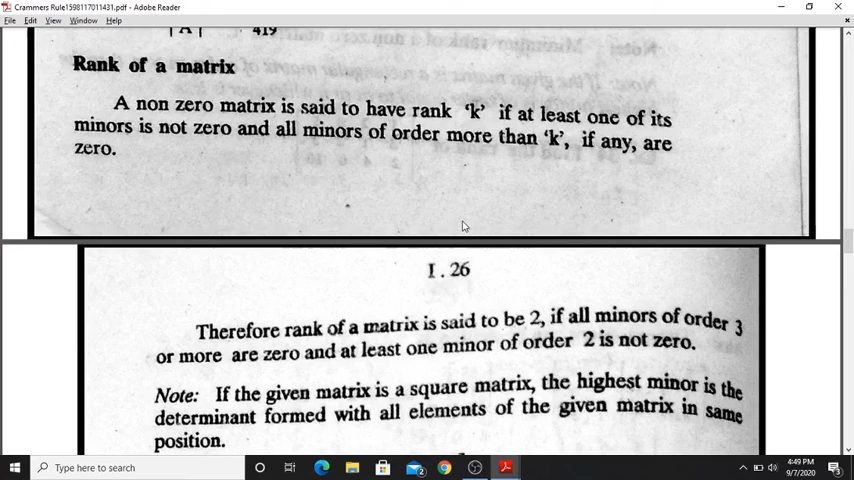 Crammers Rule1598117011431.pdf - Adobe Reader
File Edit View Window Help
| A | 419
Rank of a matrix
A non zero matrix is said to have rank ‘k’ if at least one of its
minors is not zero and all minors of order more than ‘k’, if any, are
zero.
I . 26
Therefore rank of a matrix is said to be 2, if all minors of order 3
or more are zero and at least one minor of order 2 is not zero.
Note: If the given matrix is a square matrix, the highest minor is the
determinant formed with all elements of the given matrix in same
position.
Type here to search
2
4:49 PM
9/7/2020
3